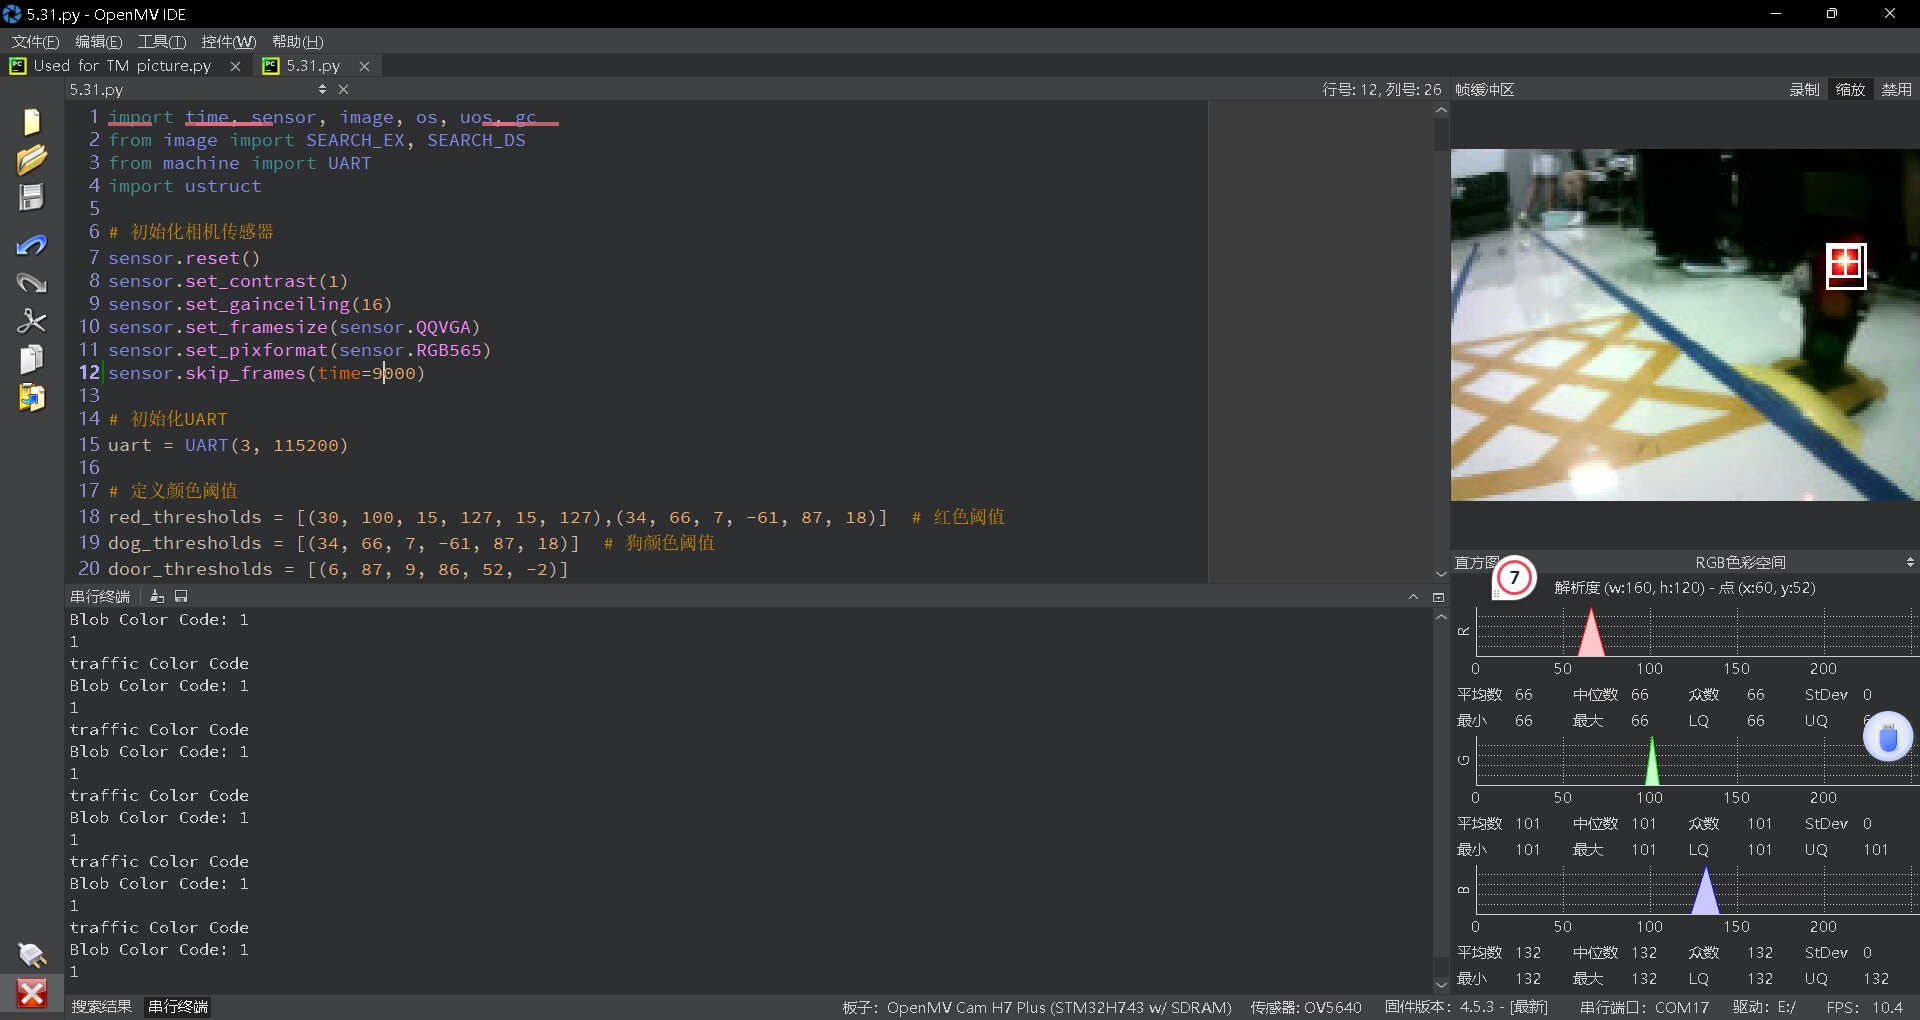 5.31.py - OpenMV IDE
文件(F) 编辑(E) 工具(T) 控件(W) 帮助(H)
Used for TM picture.py 5.31.py
5.31.py 行号: 12, 列号: 26 帧缓冲区 录制 缩放 禁用
1 import time, sensor, image, os, uos, gc
2 from image import SEARCH_EX, SEARCH_DS
3 from machine import UART
4 import ustruct
5
6 # 初始化相机传感器
7 sensor.reset()
8 sensor.set_contrast(1)
9 sensor.set_gainceiling(16)
10 sensor.set_framesize(sensor.QQVGA)
11 sensor.set_pixformat(sensor.RGB565)
12 sensor.skip_frames(time=9000)
13
14 # 初始化UART
15 uart = UART(3, 115200)
16
17 # 定义颜色阈值
18 red_thresholds = [(30, 100, 15, 127, 15, 127),(34, 66, 7, -61, 87, 18)] # 红色阈值
19 dog_thresholds = [(34, 66, 7, -61, 87, 18)] # 狗颜色阈值
20 door_thresholds = [(6, 87, 9, 86, 52, -2)]
串行终端
Blob Color Code: 1
1
traffic Color Code
Blob Color Code: 1
1
traffic Color Code
Blob Color Code: 1
1
traffic Color Code
Blob Color Code: 1
1
traffic Color Code
Blob Color Code: 1
1
traffic Color Code
Blob Color Code: 1
1
直方图 RGB色彩空间
7
解析度 (w:160, h:120) - 点 (x:60, y:52)
R
0 50 100 150 200
平均数 66 中位数 66 众数 66 StDev 0
最小 66 最大 66 LQ 66 UQ
G
0 50 100 150 200
平均数 101 中位数 101 众数 101 StDev 0
最小 101 最大 101 LQ 101 UQ 101
B
0 50 100 150 200
平均数 132 中位数 132 众数 132 StDev 0
最小 132 最大 132 LQ 132 UQ 132
搜索结果 串行终端 板子: OpenMV Cam H7 Plus (STM32H743 w/ SDRAM) 传感器: OV5640 固件版本: 4.5.3 - [最新] 串行端口: COM17 驱动: E:/ FPS: 10.4